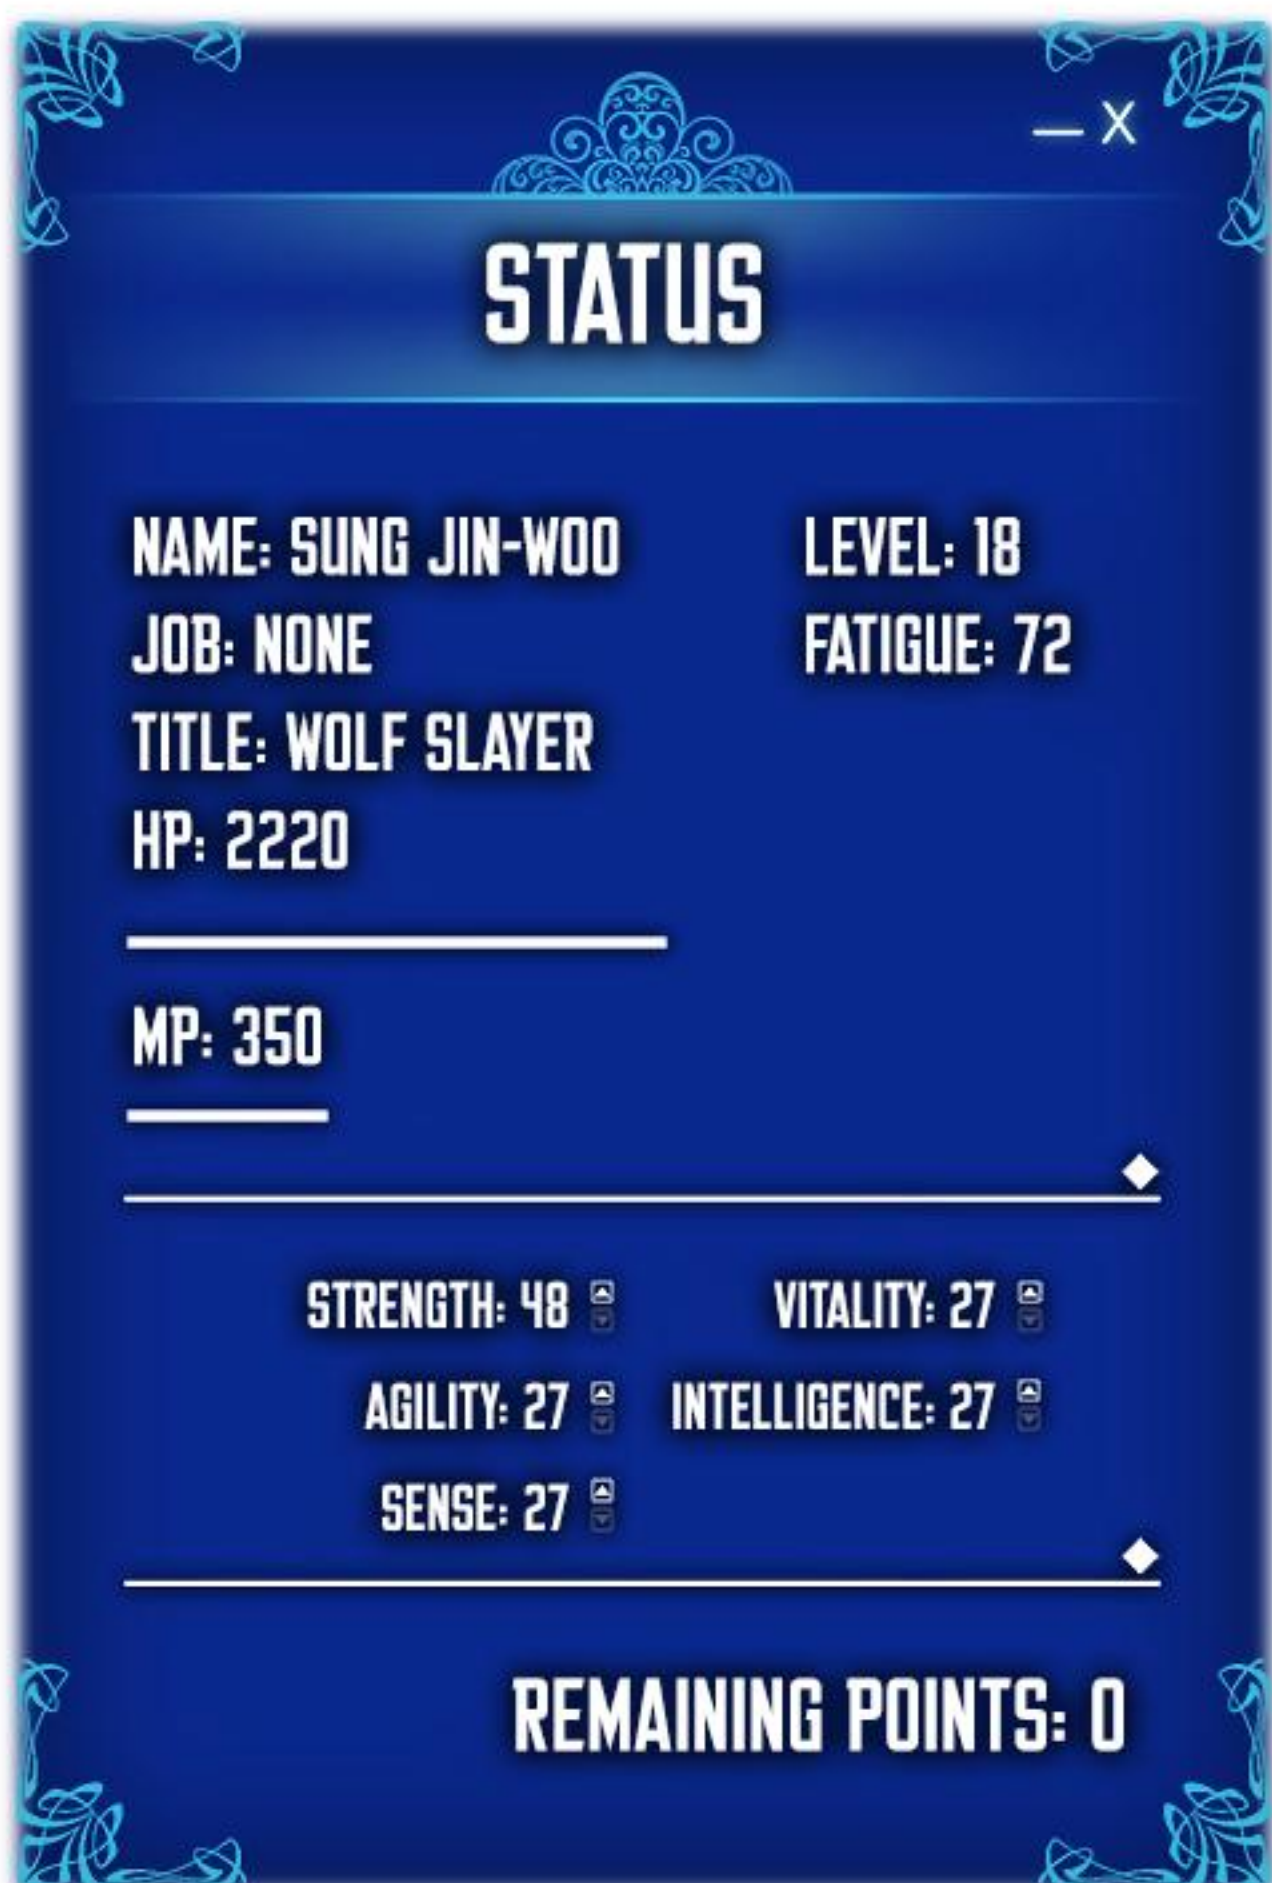 — X
STATUS
NAME: SUNG JIN-WOO
LEVEL: 18
JOB: NONE
FATIGUE: 72
TITLE: WOLF SLAYER
HP: 2220
MP: 350
STRENGTH: 48
VITALITY: 27
AGILITY: 27
INTELLIGENCE: 27
SENSE: 27
REMAINING POINTS: 0